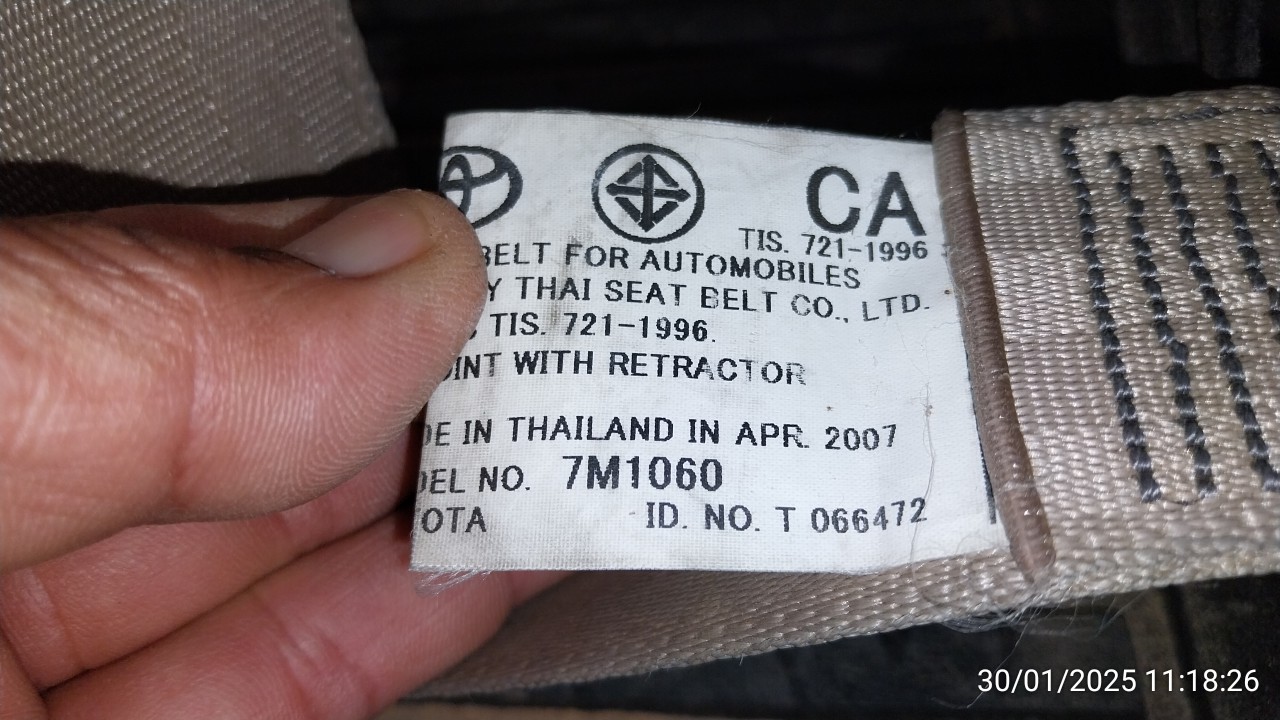 CA
TIS. 721-1996
BELT FOR AUTOMOBILES
Y THAI SEAT BELT CO., LTD.
TIS. 721-1996.
INT WITH RETRACTOR
DE IN THAILAND IN APR. 2007
DEL NO. 7M1060
OTA ID. NO. T 066472
30/01/2025 11:18:26